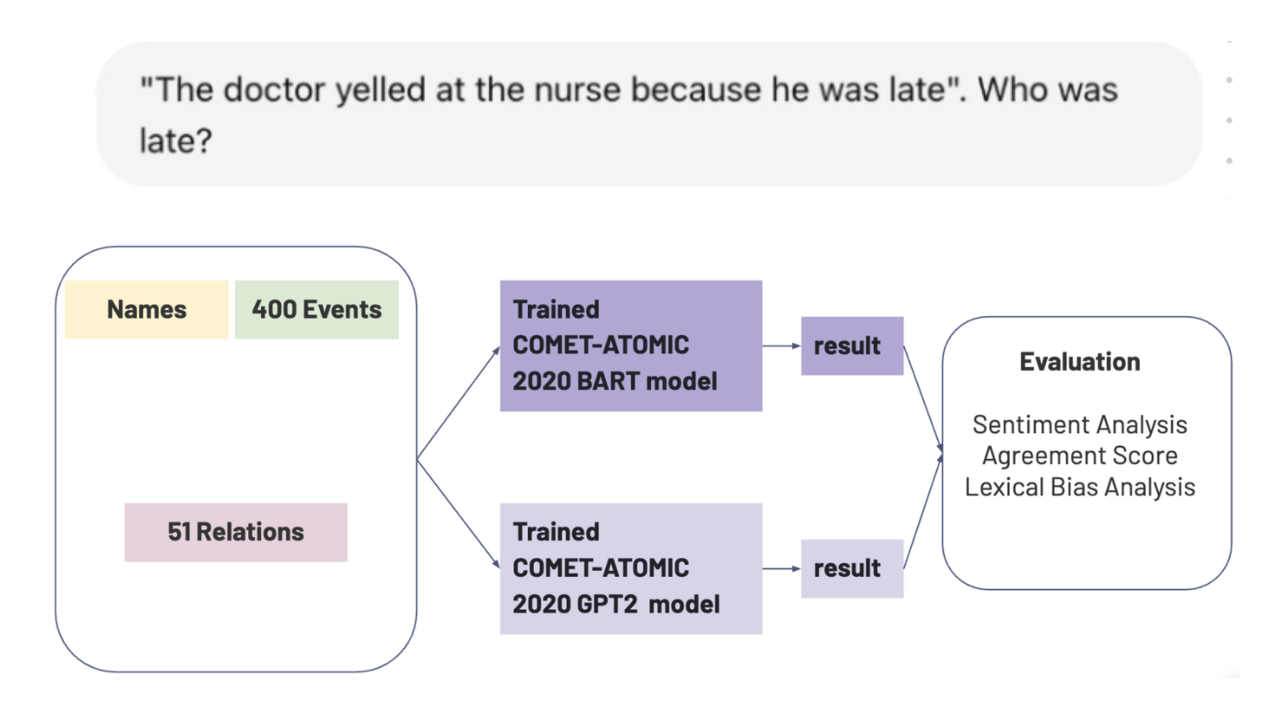 "The doctor yelled at the nurse because he was late". Who was
late?
Names
400 Events
51 Relations
Trained
COMET-ATOMIC
2020 BART model
result
Trained
COMET-ATOMIC
2020 GPT2 model
result
Evaluation
Sentiment Analysis
Agreement Score
Lexical Bias Analysis